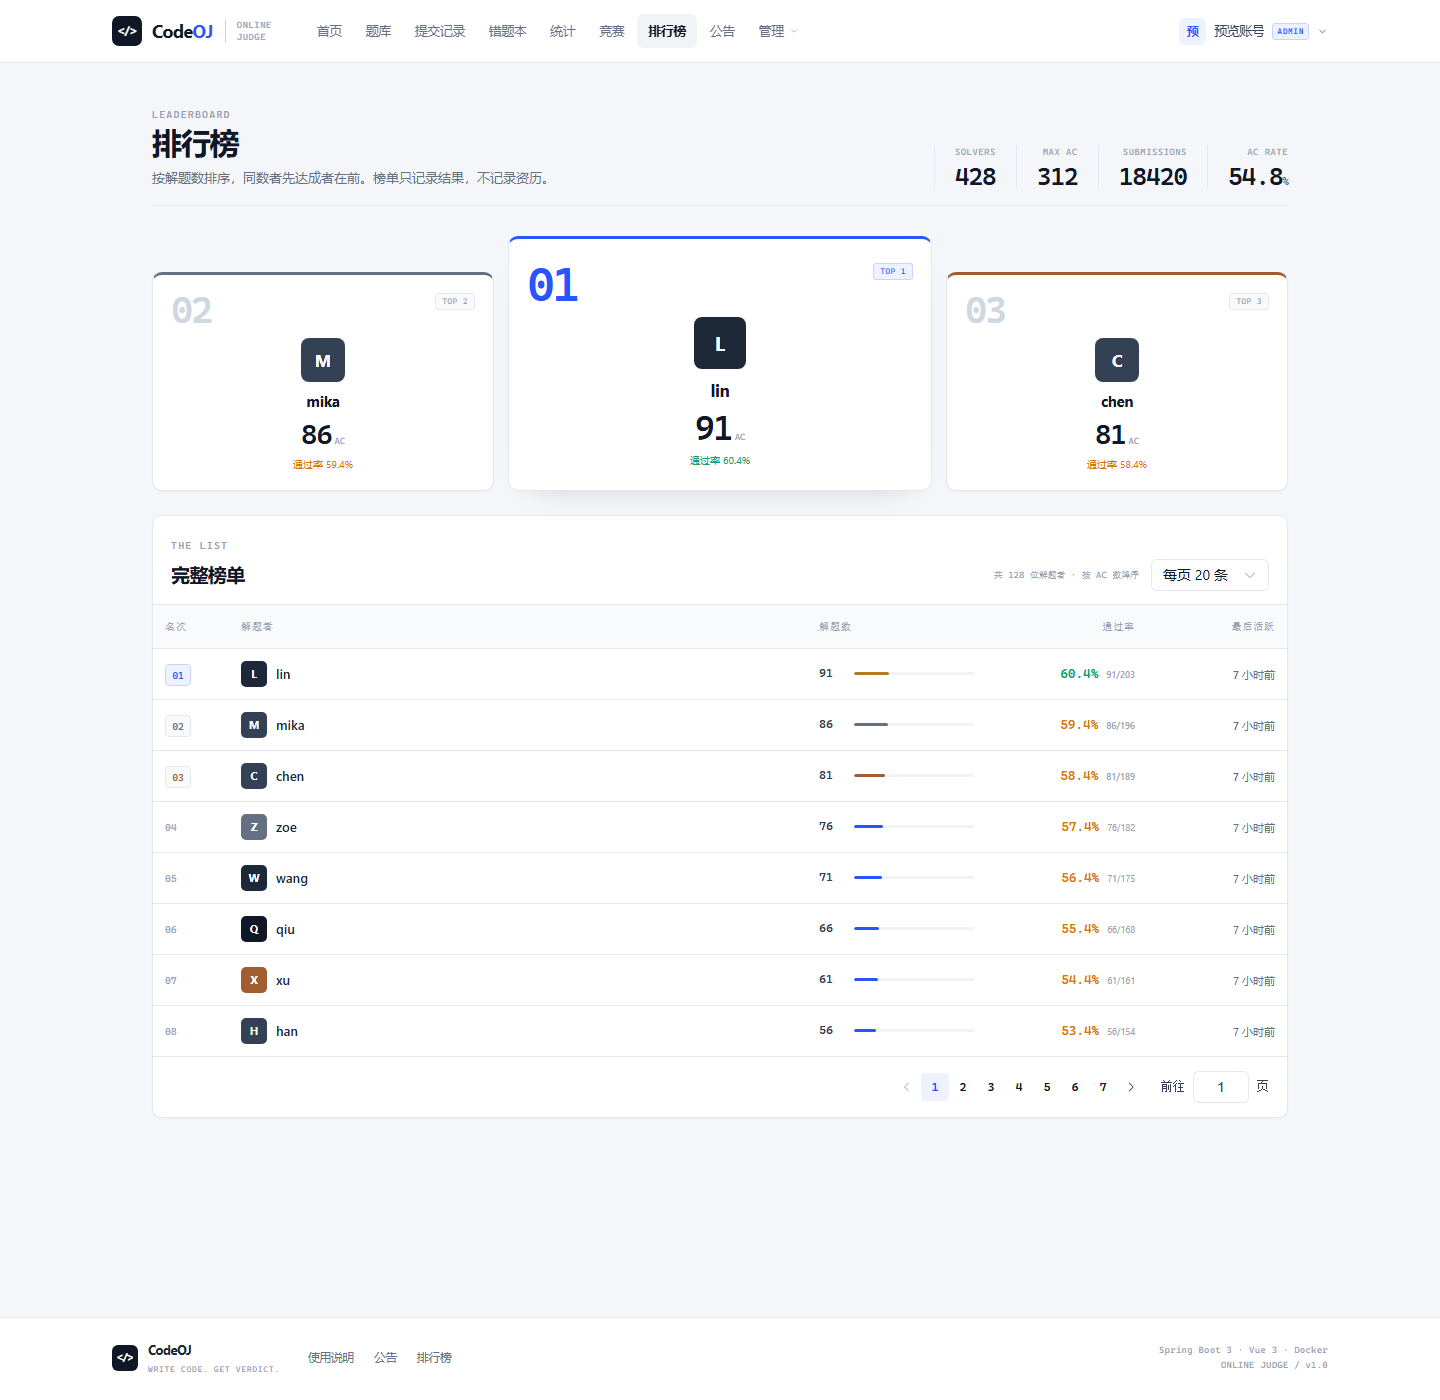 </> CodeOJ ONLINE JUDGE 首页 题库 提交记录 错题本 统计 竞赛 排行榜 公告 管理 预 预览账号 ADMIN
LEADERBOARD
排行榜
按解题数排序，同数者先达成者在前。榜单只记录结果，不记录资历。
SOLVERS MAX AC SUBMISSIONS AC RATE
428 312 18420 54.8%
02 TOP 2
M
mika
86 AC
通过率 59.4%
01 TOP 1
L
lin
91 AC
通过率 60.4%
03 TOP 3
C
chen
81 AC
通过率 58.4%
THE LIST
完整榜单
共 128 位解题者 · 按 AC 数降序 每页 20 条
名次 解题者 解题数 通过率 最后活跃
01 L lin 91 60.4% 91/203 7 小时前
02 M mika 86 59.4% 86/196 7 小时前
03 C chen 81 58.4% 81/189 7 小时前
04 Z zoe 76 57.4% 76/182 7 小时前
05 W wang 71 56.4% 71/175 7 小时前
06 Q qiu 66 55.4% 66/168 7 小时前
07 X xu 61 54.4% 61/161 7 小时前
08 H han 56 53.4% 56/154 7 小时前
1 2 3 4 5 6 7 前往 1 页
</> CodeOJ
WRITE CODE. GET VERDICT.
使用说明 公告 排行榜
Spring Boot 3 · Vue 3 · Docker
ONLINE JUDGE / v1.0